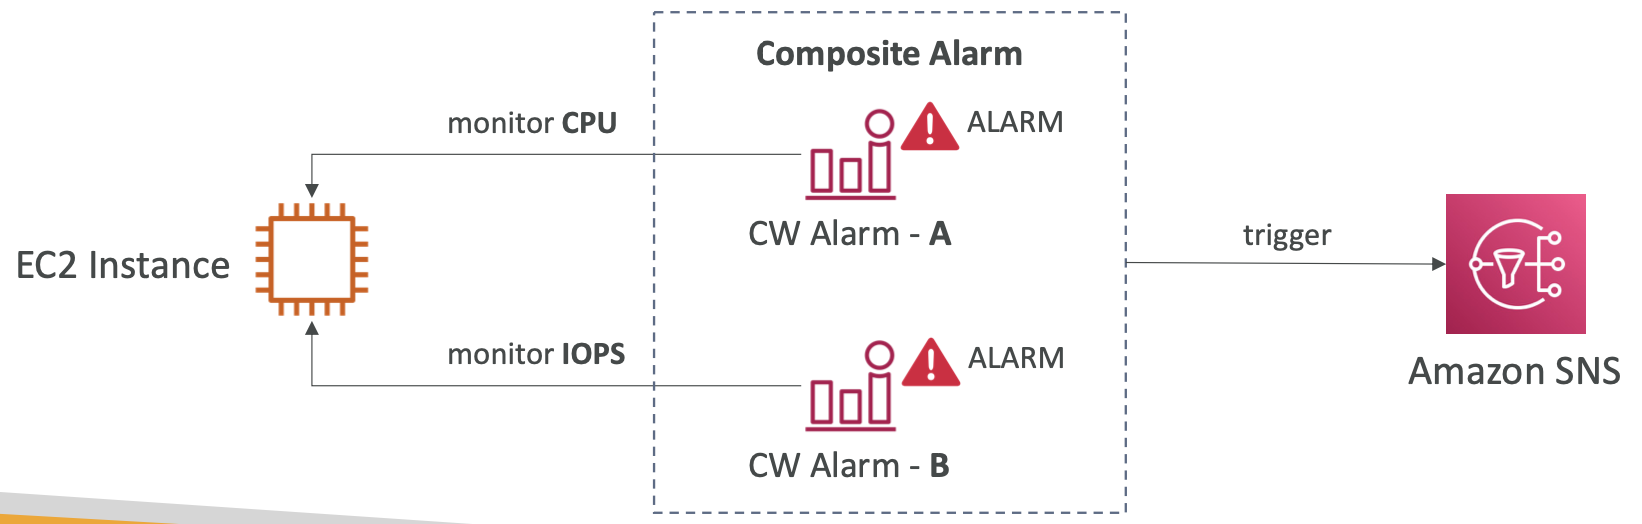 Composite Alarm
monitor CPU
ALARM
CW Alarm - A
EC2 Instance
trigger
monitor IOPS
ALARM
CW Alarm - B
Amazon SNS